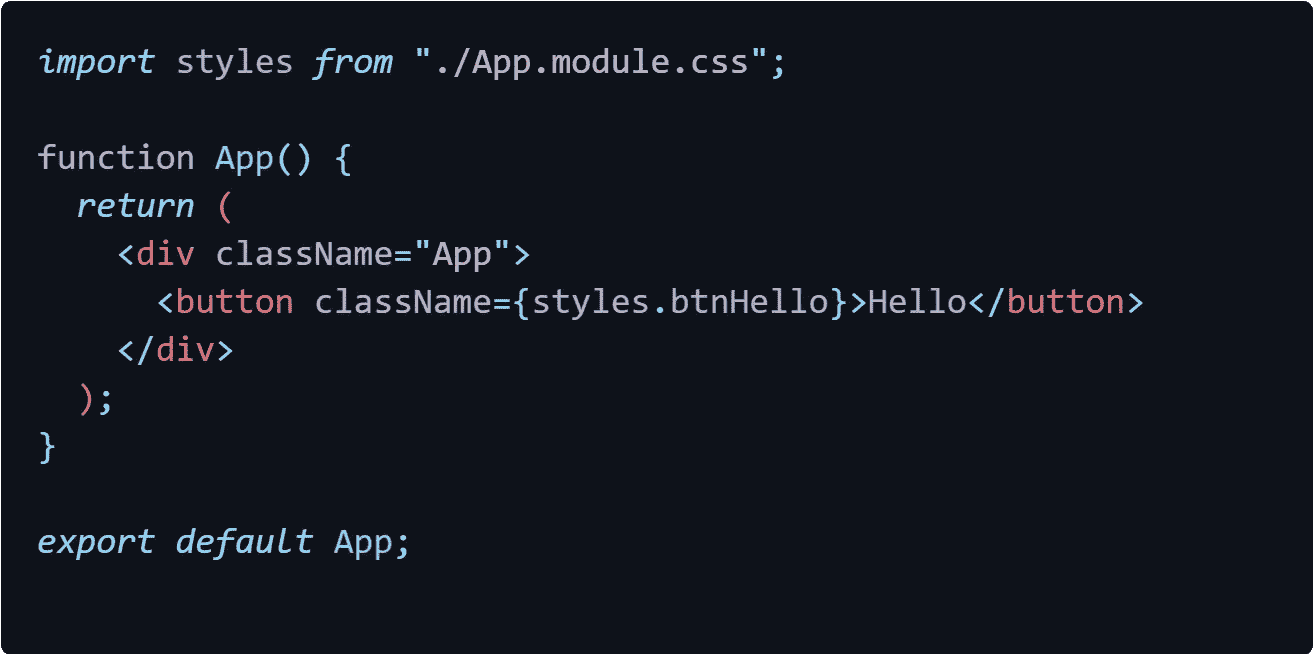 import styles from "./App.module.css";

function App() {
  return (
    <div className="App">
      <button className={styles.btnHello}>Hello</button>
    </div>
  );
}

export default App;